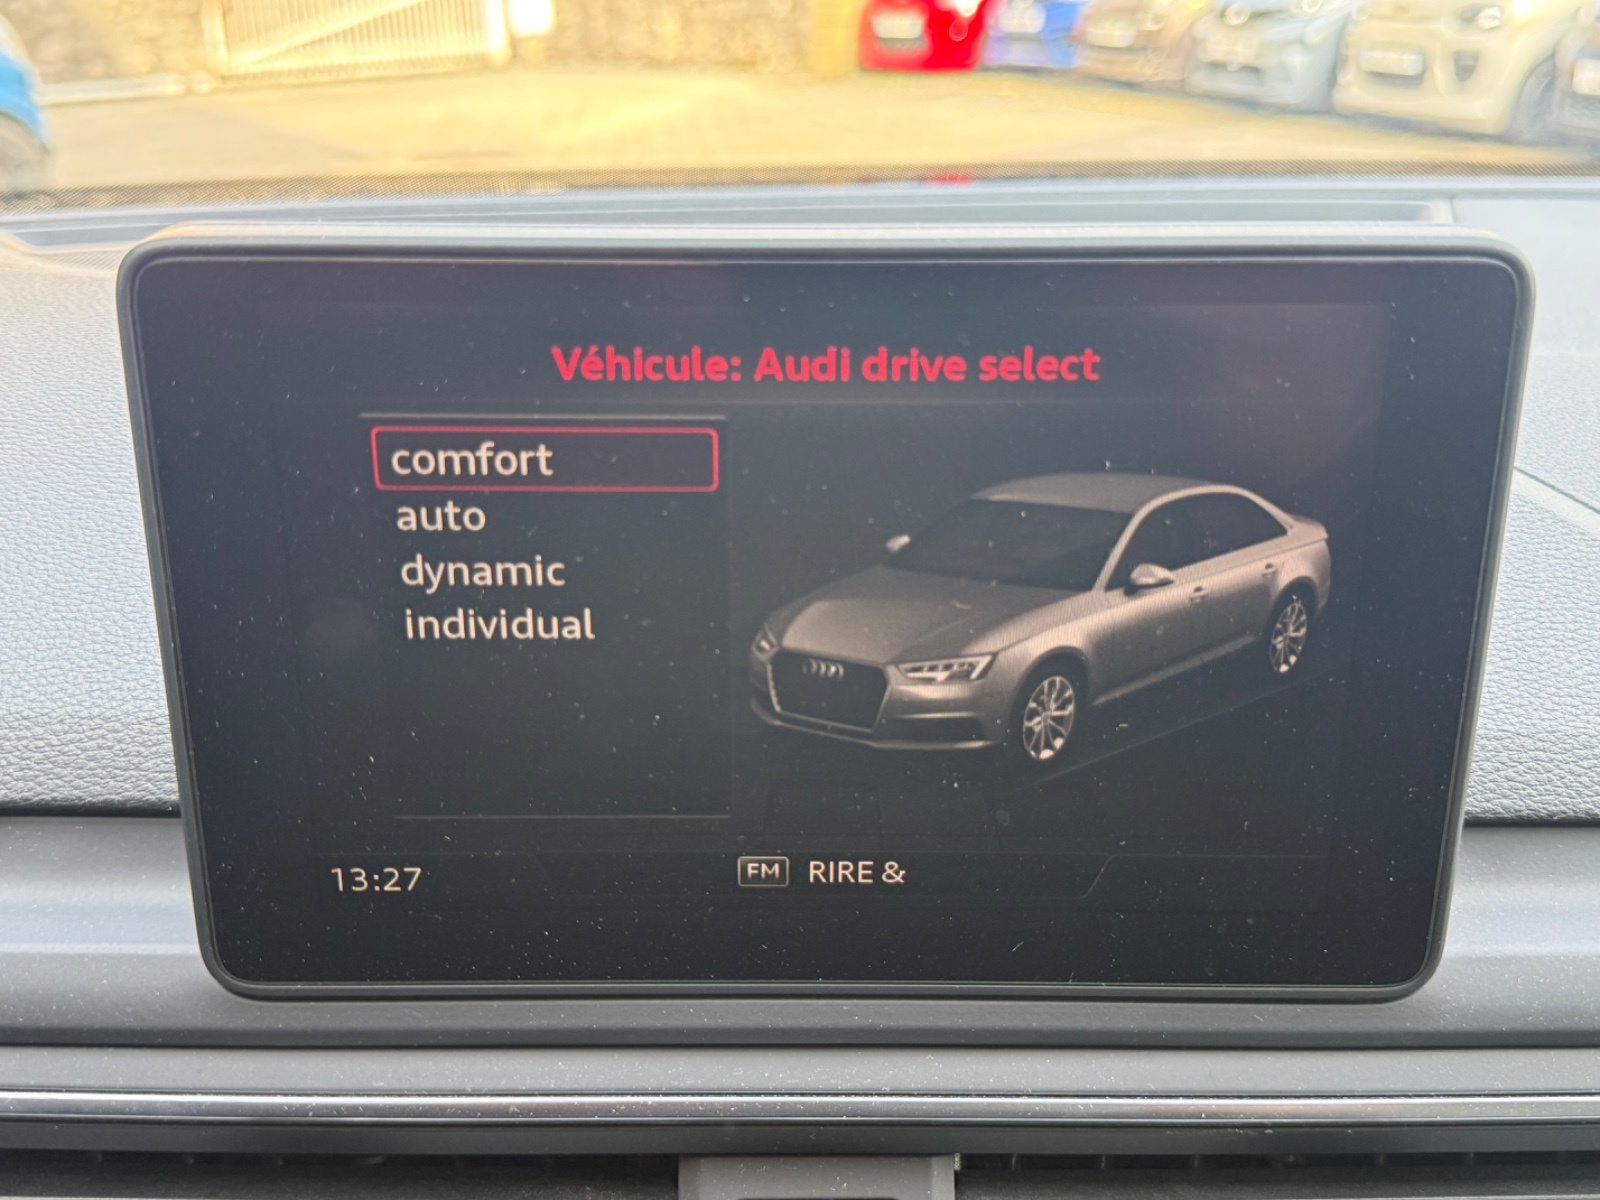 Véhicule: Audi drive select
comfort
auto
dynamic
individual
13:27
FM RIRE &